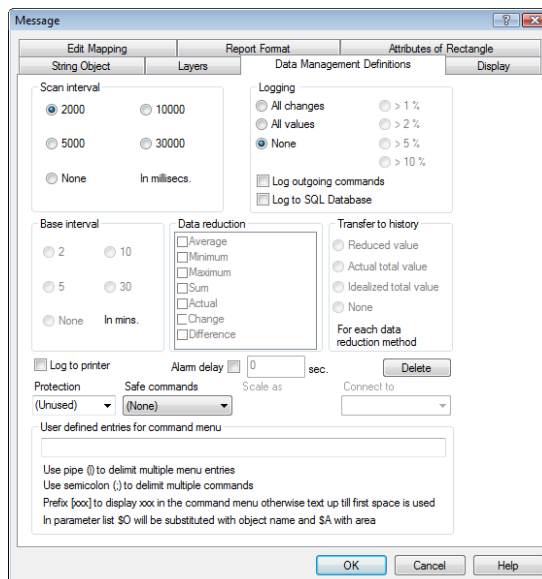 Message
Edit Mapping
Report Format
Attributes of Rectangle
String Object
Layers
Data Management Definitions
Display
Scan interval
2000
10000
5000
30000
None
In millisecs.
Logging
All changes
> 1 %
All values
> 2 %
None
> 5 %
> 10 %
Log outgoing commands
Log to SQL Database
Base interval
2
10
5
30
None
In mins.
Data reduction
Average
Minimum
Maximum
Sum
Actual
Change
Difference
Transfer to history
Reduced value
Actual total value
Idealized total value
None
For each data
reduction method
Log to printer
Alarm delay
0
sec.
Delete
Protection
Safe commands
Scale as
Connect to
(Unused)
(None)
User defined entries for command menu
Use pipe (|) to delimit multiple menu entries
Use semicolon (;) to delimit multiple commands
Prefix [xxx] to display xxx in the command menu otherwise text up till first space is used
In parameter list $O will be substituted with object name and $A with area
OK
Cancel
Help